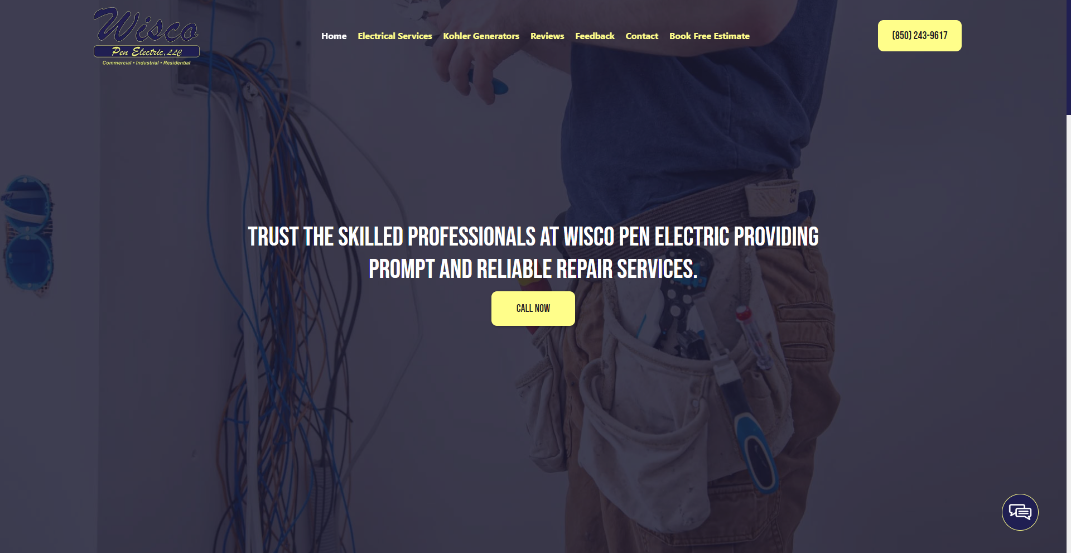 Wisco
Pen Electric, LLC
Commercial • Industrial • Residential
Home Electrical Services Kohler Generators Reviews Feedback Contact Book Free Estimate
(850) 243-9617
TRUST THE SKILLED PROFESSIONALS AT WISCO PEN ELECTRIC PROVIDING
PROMPT AND RELIABLE REPAIR SERVICES.
CALL NOW